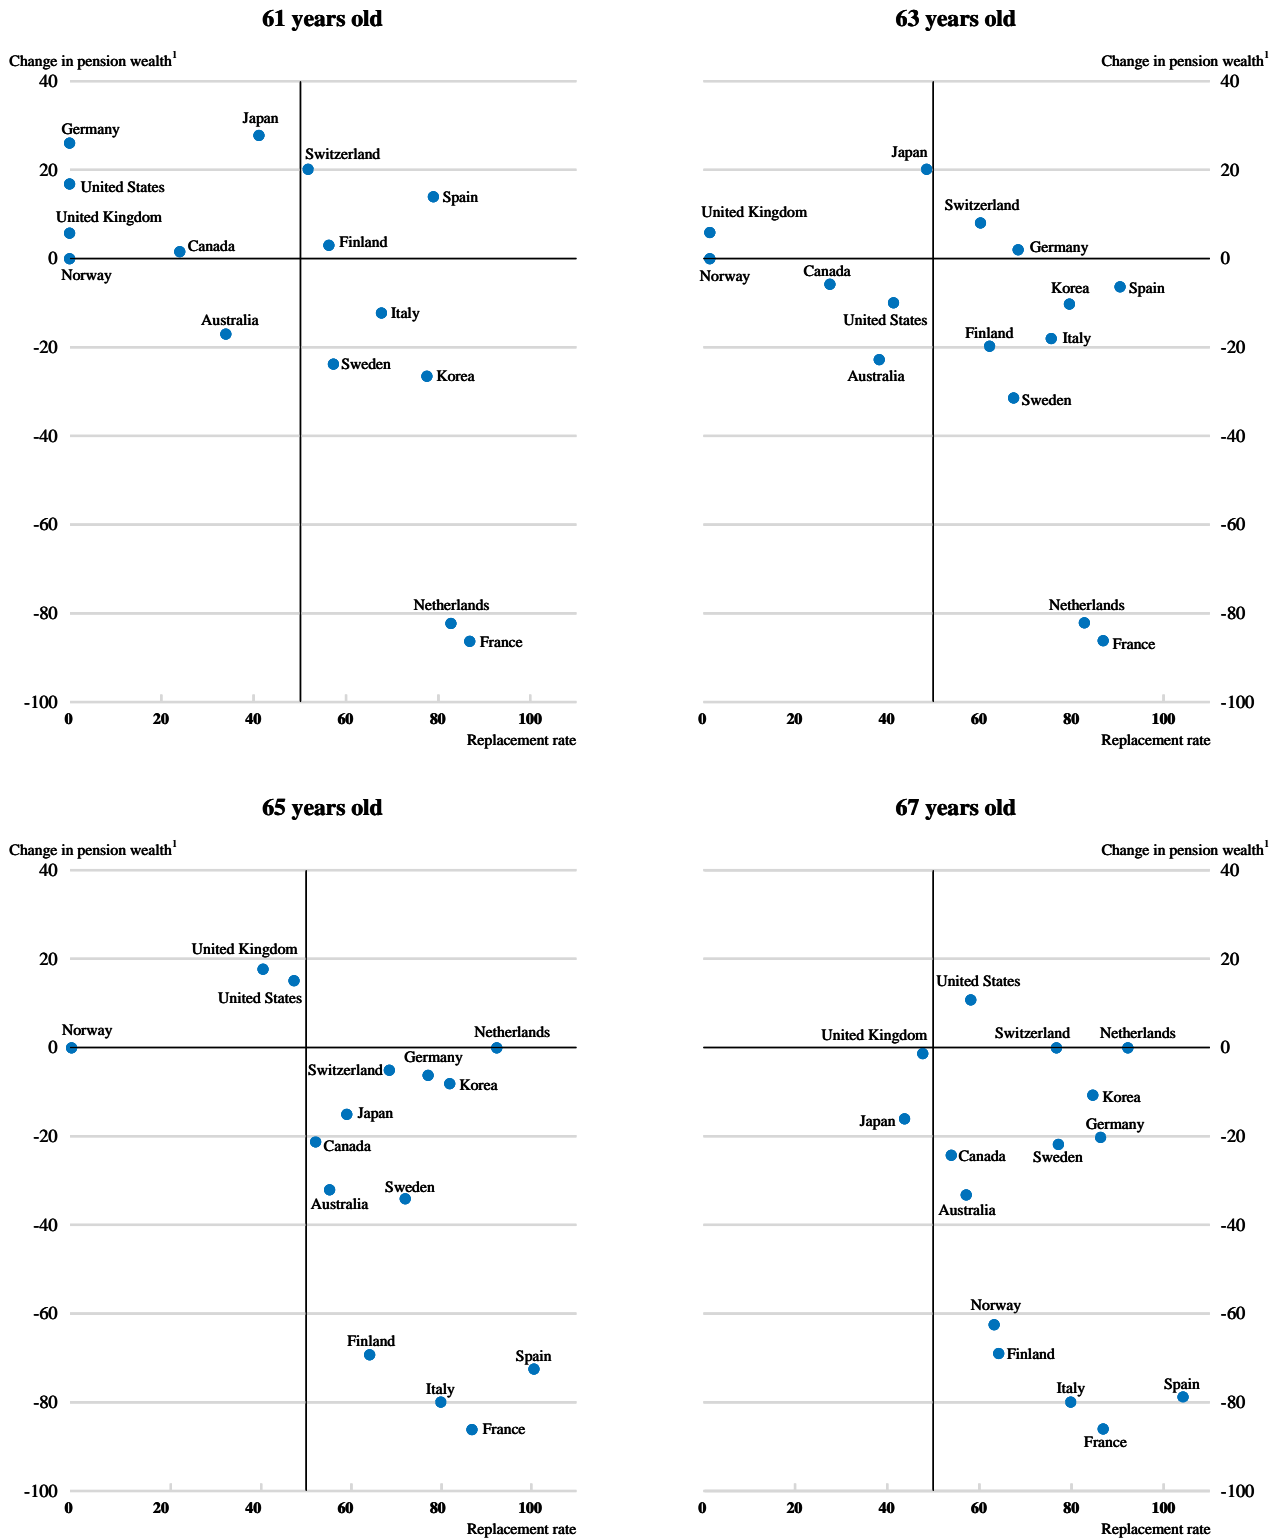 61 years old
Change in pension wealth1
40
20
0
-20
-40
-60
-80
-100
Germany
Japan
Switzerland
United States
Spain
United Kingdom
Canada
Finland
Norway
Italy
Australia
Sweden
Korea
Netherlands
France
0 20 40 60 80 100
Replacement rate
63 years old
Change in pension wealth1
40
20
0
-20
-40
-60
-80
-100
Japan
United Kingdom
Switzerland
Germany
Norway
Canada
Korea
Spain
United States
Finland
Italy
Australia
Sweden
Netherlands
France
0 20 40 60 80 100
Replacement rate
65 years old
Change in pension wealth1
40
20
0
-20
-40
-60
-80
-100
United Kingdom
United States
Norway
Netherlands
Germany
Switzerland
Korea
Japan
Canada
Sweden
Australia
Finland
Spain
Italy
France
0 20 40 60 80 100
Replacement rate
67 years old
Change in pension wealth1
40
20
0
-20
-40
-60
-80
-100
United States
United Kingdom
Switzerland
Netherlands
Korea
Japan
Germany
Canada
Sweden
Australia
Norway
Finland
Spain
Italy
France
0 20 40 60 80 100
Replacement rate